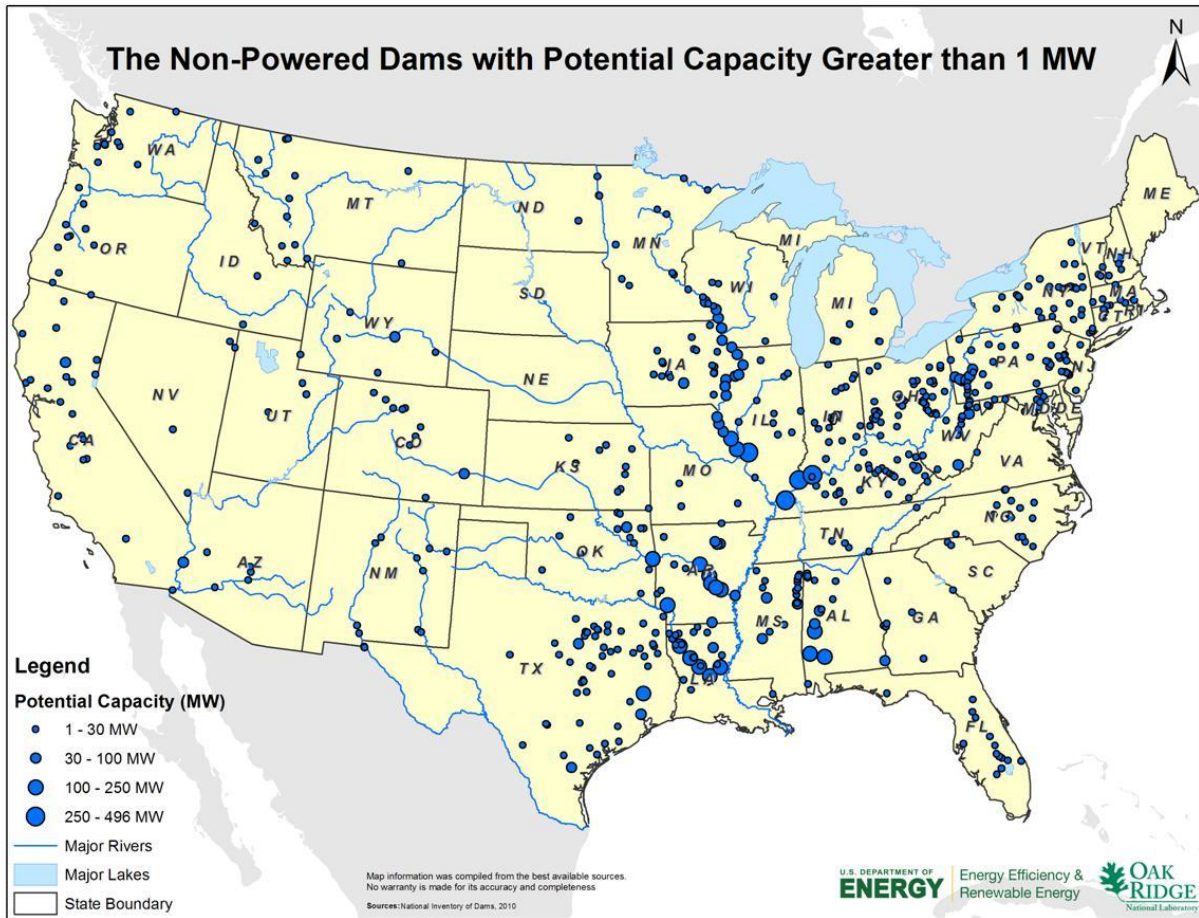 The Non-Powered Dams with Potential Capacity Greater than 1 MW
N
WA
MT
ND
MN
MI
ME
VT
NH
OR
ID
SD
WI
MI
NY
MA
CT
RI
WY
IA
PA
NJ
NE
NV
UT
IL
IN
OH
MD
DE
CA
CO
KS
MO
WV
VA
KY
AZ
NM
OK
AR
TN
NC
SC
MS
AL
GA
TX
LA
FL
Legend
Potential Capacity (MW)
1 - 30 MW
30 - 100 MW
100 - 250 MW
250 - 496 MW
Major Rivers
Major Lakes
State Boundary
Map information was compiled from the best available sources.
No warranty is made for its accuracy and completeness
Sources: National Inventory of Dams, 2010
U.S. DEPARTMENT OF
ENERGY
Energy Efficiency &
Renewable Energy
OAK
RIDGE
National Laboratory